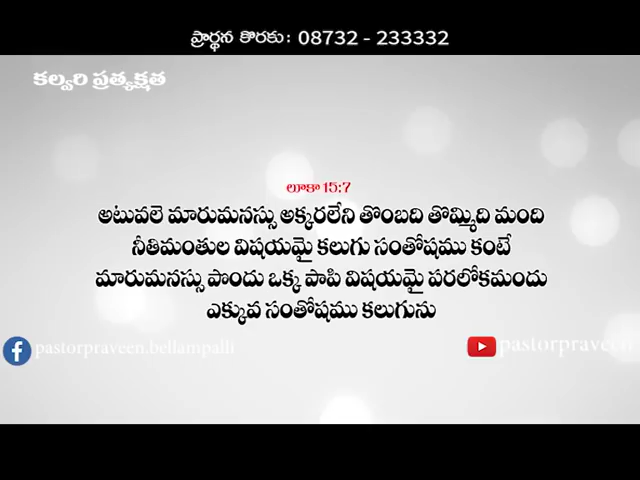 ప్రార్థన కొరకు: 08732 - 233332
కల్వరి ప్రత్యక్షత
లూకా 15:7
అటువలె మారుమనస్సు అక్కరలేని తొంబది తొమ్మిది మంది
నీతిమంతుల విషయమై కలుగు సంతోషము కంటే
మారుమనస్సు పొందు ఒక్క పాపి విషయమై పరలోకమందు
ఎక్కువ సంతోషము కలుగును
pastorpraveen.bellampalli
pastorpraveen